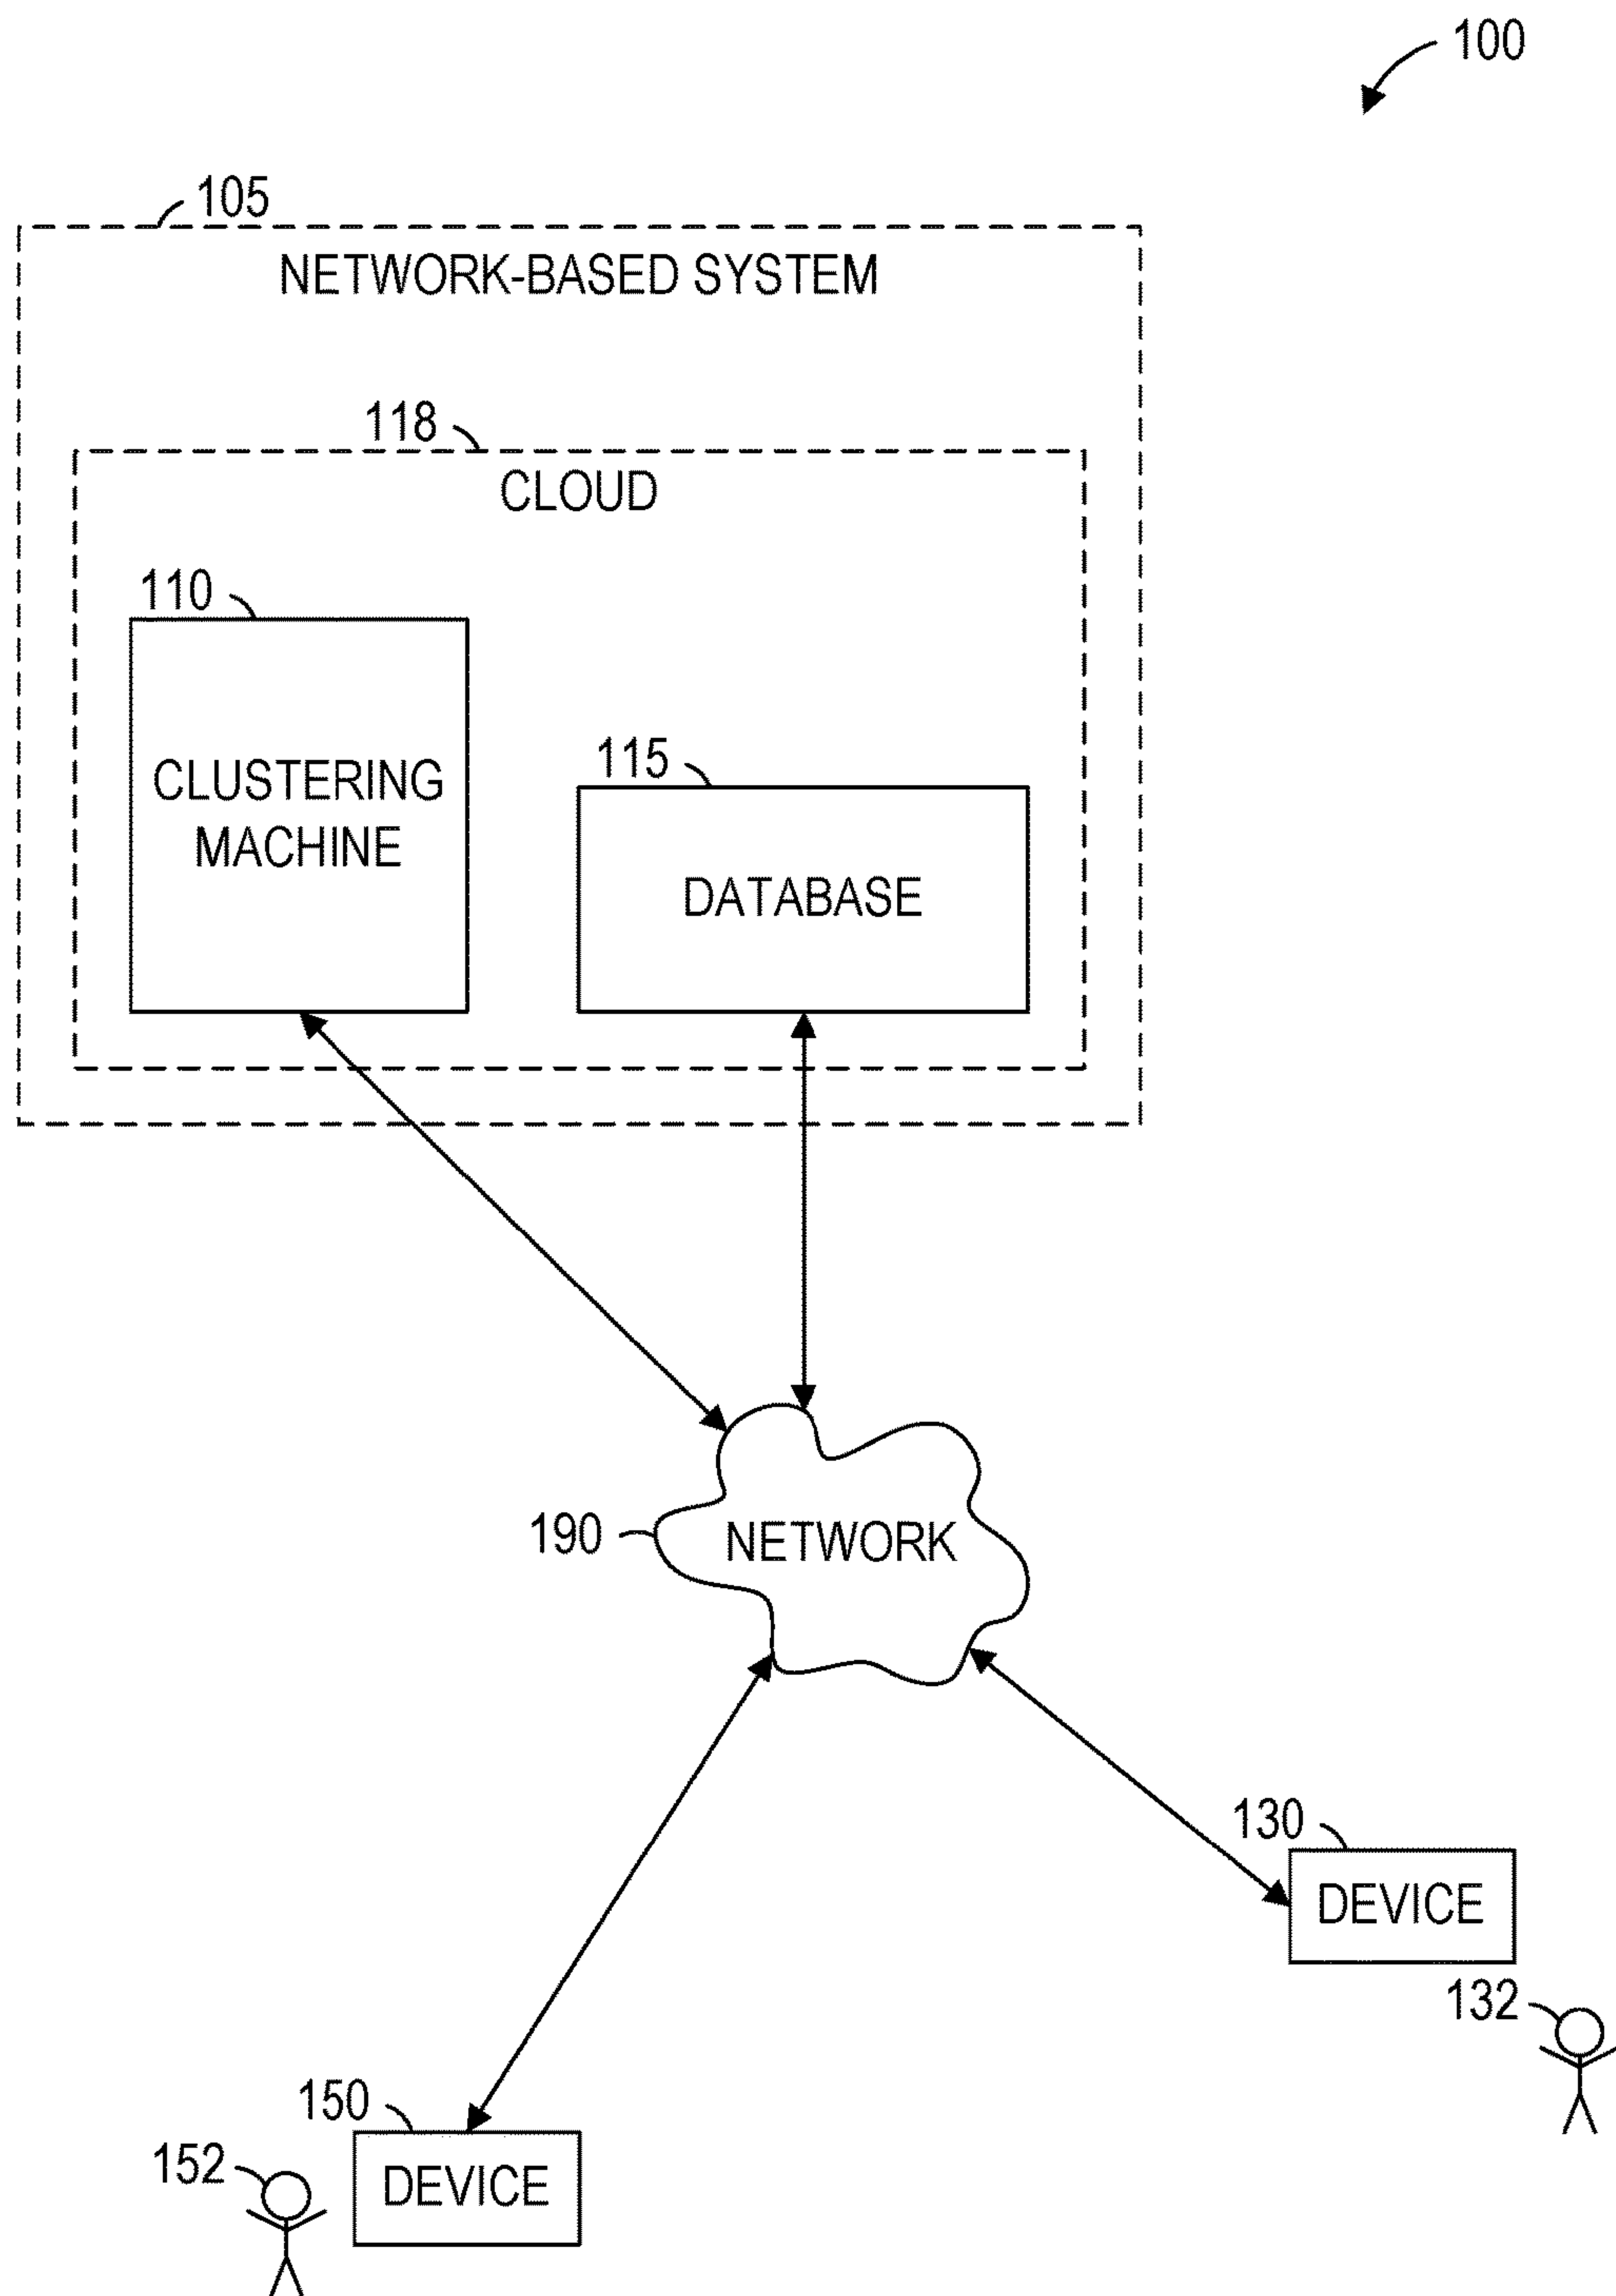 100
105
NETWORK-BASED SYSTEM
118
CLOUD
110
CLUSTERING
MACHINE
115
DATABASE
190
NETWORK
130
DEVICE
132
150
152
DEVICE